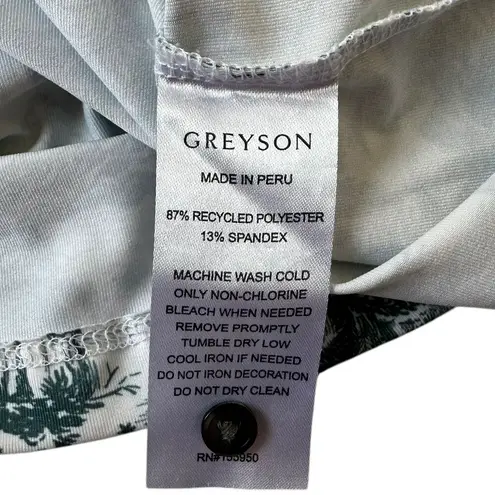 GREYSON
MADE IN PERU
87% RECYCLED POLYESTER
13% SPANDEX
MACHINE WASH COLD
ONLY NON-CHLORINE
BLEACH WHEN NEEDED
REMOVE PROMPTLY
TUMBLE DRY LOW
COOL IRON IF NEEDED
DO NOT IRON DECORATION
DO NOT DRY CLEAN